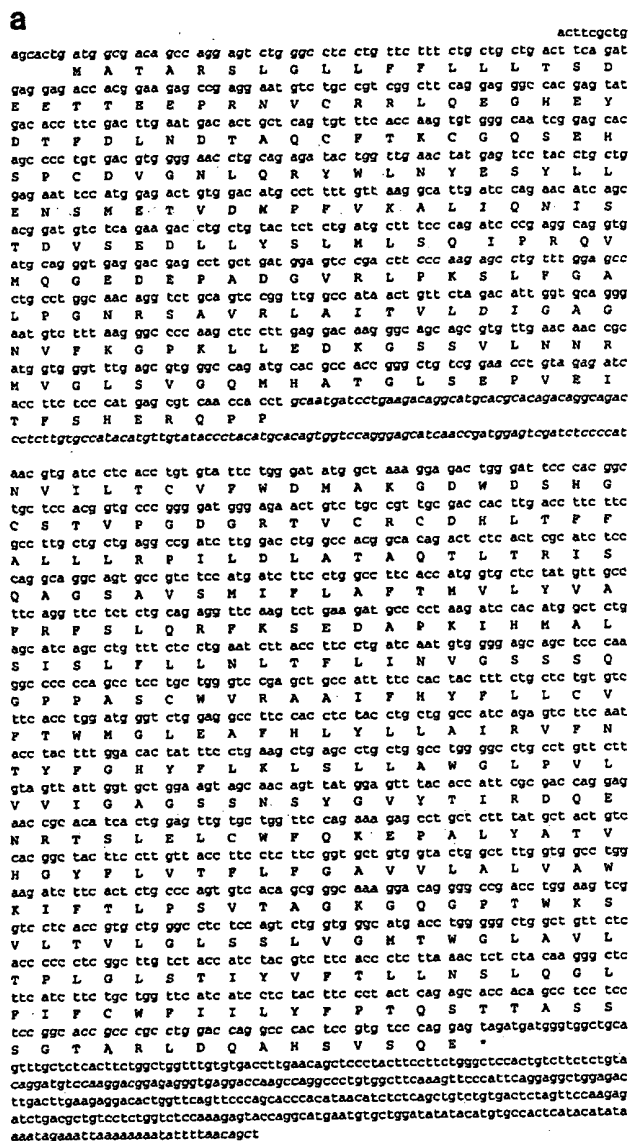 a
acttcgctg
agcactg atg gcg aca gcc agg agt ctg ggc ctc ctg ttc ttt ctg ctg ctg act tca gat
M A T A R S L G L L F F L L L T S D
gag gag acc acg gaa gag ccg agg aat gtc tgc cgt cgg ctt cag gag ggc cac gag tat
E E T T E E P R N V C R R L Q E G H E Y
gac acc ttc gac ttg aat gac act gct cag tgt ttc acc aag tgt ggg caa tcg gag cac
D T F D L N D T A Q C F T K C G Q S E H
agc ccc tgt gac gtg ggg aac ctg cag aga tac tgg ttg aac tat gag tcc tac ctg ctg
S P C D V G N L Q R Y W L N Y E S Y L L
gag aat tcc atg gag act gtg gac atg cct ttt gtt aag gca ttg atc cag aac atc agc
E N S M E T V D M P F V K A L I Q N I S
acg gat gtc tca gaa gac ctg ctg tac tct ctg atg ctt tcc cag atc ccg agg cag gtg
T D V S E D L L Y S L M L S Q I P R Q V
atg cag ggt gag gac gag cct gct gat gga gtc cga ctt ccc aag agc ctg ttt gga gcc
M Q G E D E P A D G V R L P K S L F G A
ctg cct ggc aac agg tct gca gtc cgg ttg gcc ata act gtt cta gac att ggt gca ggg
L P G N R S A V R L A I T V L D I G A G
aat gtc ttt aag ggc ccc aag ctc ctt gag gac aag ggc agc agc gtg ttg aac aac cgc
N V F K G P K L L E D K G S S V L N N R
atg gtg ggt ttg agc gtg ggc cag atg cac gcc acc ggg ctg tcg gaa cct gta gag atc
M V G L S V G Q M H A T G L S E P V E I
acc ttc tcc cat gag cgt caa cca cct gcaatgatcctgaagacaggcatgcacgcacagacaggcagac
T F S H E R Q P P
cctcttgtgccatacatgttgtataccctacatgcacagtggtccagggagcatcaaccgatggagtcgatctccccat
aac gtg atc ctc acc tgt gta ttc tgg gat atg gct aaa gga gac tgg gat tcc cac ggc
N V I L T C V F W D M A K G D W D S H G
tgc tcc acg gtg ccc ggg gat ggg aga act gtc tgc cgt tgc gac cac ttg acc ttc ttc
C S T V P G D G R T V C R C D H L T F F
gcc ttg ctg ctg agg ccg atc ttg gac ctg gcc acg gca cag act ctc act cgc atc tcc
A L L L R P I L D L A T A Q T L T R I S
cag gca ggc agt gcc gtc tcc atg atc ttc ctg gcc ttc acc atg gtg ctc tat gtt gcc
Q A G S A V S M I F L A F T M V L Y V A
ttc agg ttc tct ctg cag agg ttc aag tct gaa gat gcc cct aag atc cac atg gct ctg
F R F S L Q R F K S E D A P K I H M A L
agc atc agc ctg ttt ctc ctg aat ctt acc ttc ctg atc aat gtg ggg agc agc tcc caa
S I S L F L L N L T F L I N V G S S S Q
ggc ccc cca gcc tcc tgc tgg gtc cga gct gcc att ttc cac tac ttt ctg ctc tgt gtc
G P P A S C W V R A A I F H Y F L L C V
ttc acc tgg atg ggt ctg gag gcc ttc cac ctc tac ctg ctg gcc atc aga gtc ttc aat
F T W M G L E A F H L Y L L A I R V F N
acc tac ttt gga cac tat ttc ctg aag ctg agc ctg ctg gcc tgg ggc ctg cct gtt ctt
T Y F G H Y F L K L S L L A W G L P V L
gta gtt att ggt gct gga agt agc aac agt tat gga gtt tac acc att cgc gac cag gag
V V I G A G S S N S Y G V Y T I R D Q E
aac cgc aca tca ctg gag ttg tgc tgg ttc cag aaa gag cct gct ctt tat gct act gtc
N R T S L E L C W F Q K E P A L Y A T V
cac ggc tac ttc ctt gtt acc ttc ctc ttc ggt gct gtg gta ctg gct ttg gtg gcc tgg
H G Y F L V T F L F G A V V L A L V A W
aag atc ttc act ctg ccc agt gtc aca gcg ggc aaa gga cag ggg ccg acc tgg aag tcg
K I F T L P S V T A G K G Q G P T W K S
gtc ctc acc gtg ctg ggc ctc tcc agt ctg gtg ggc atg acc tgg ggg ctg gct gtt ctc
V L T V L G L S S L V G M T W G L A V L
acc ccc ctc ggc ttg tct acc atc tac gtc ttc acc ctc tta aac tct cta caa ggg ctc
T P L G L S T I Y V F T L L N S L Q G L
ttc atc ttc tgc tgg ttc atc atc ctc tac ttc cct act cag agc acc aca gcc tcc tcc
F I F C W F I I L Y F P T Q S T T A S S
tcc ggc acc gcc cgc ctg gac cag gcc cac tcc gtg tcc cag gag tagatgatgggtggctgca
S G T A R L D Q A H S V S Q E *
gtttgctctcacttctggctggtttgtgtgaccttgaacagctccctacttccttctgggctccactgtcttctctgta
caggatgtccaaggacggagagggtgaggaccaagccaggccctgtggcttcaaagttcccattcaggaggctggagac
ttgacttgaagaggacactggttcagttcccagcccacataacatctctcagctgtctgtgactctagttccaagag
atctgacgctgtcctctggtctccaaagagtaccaggcatgaatgtgctggatatatacatgtgccactcatacatata
aaatagaaattaaaaaaaatattttaacagct